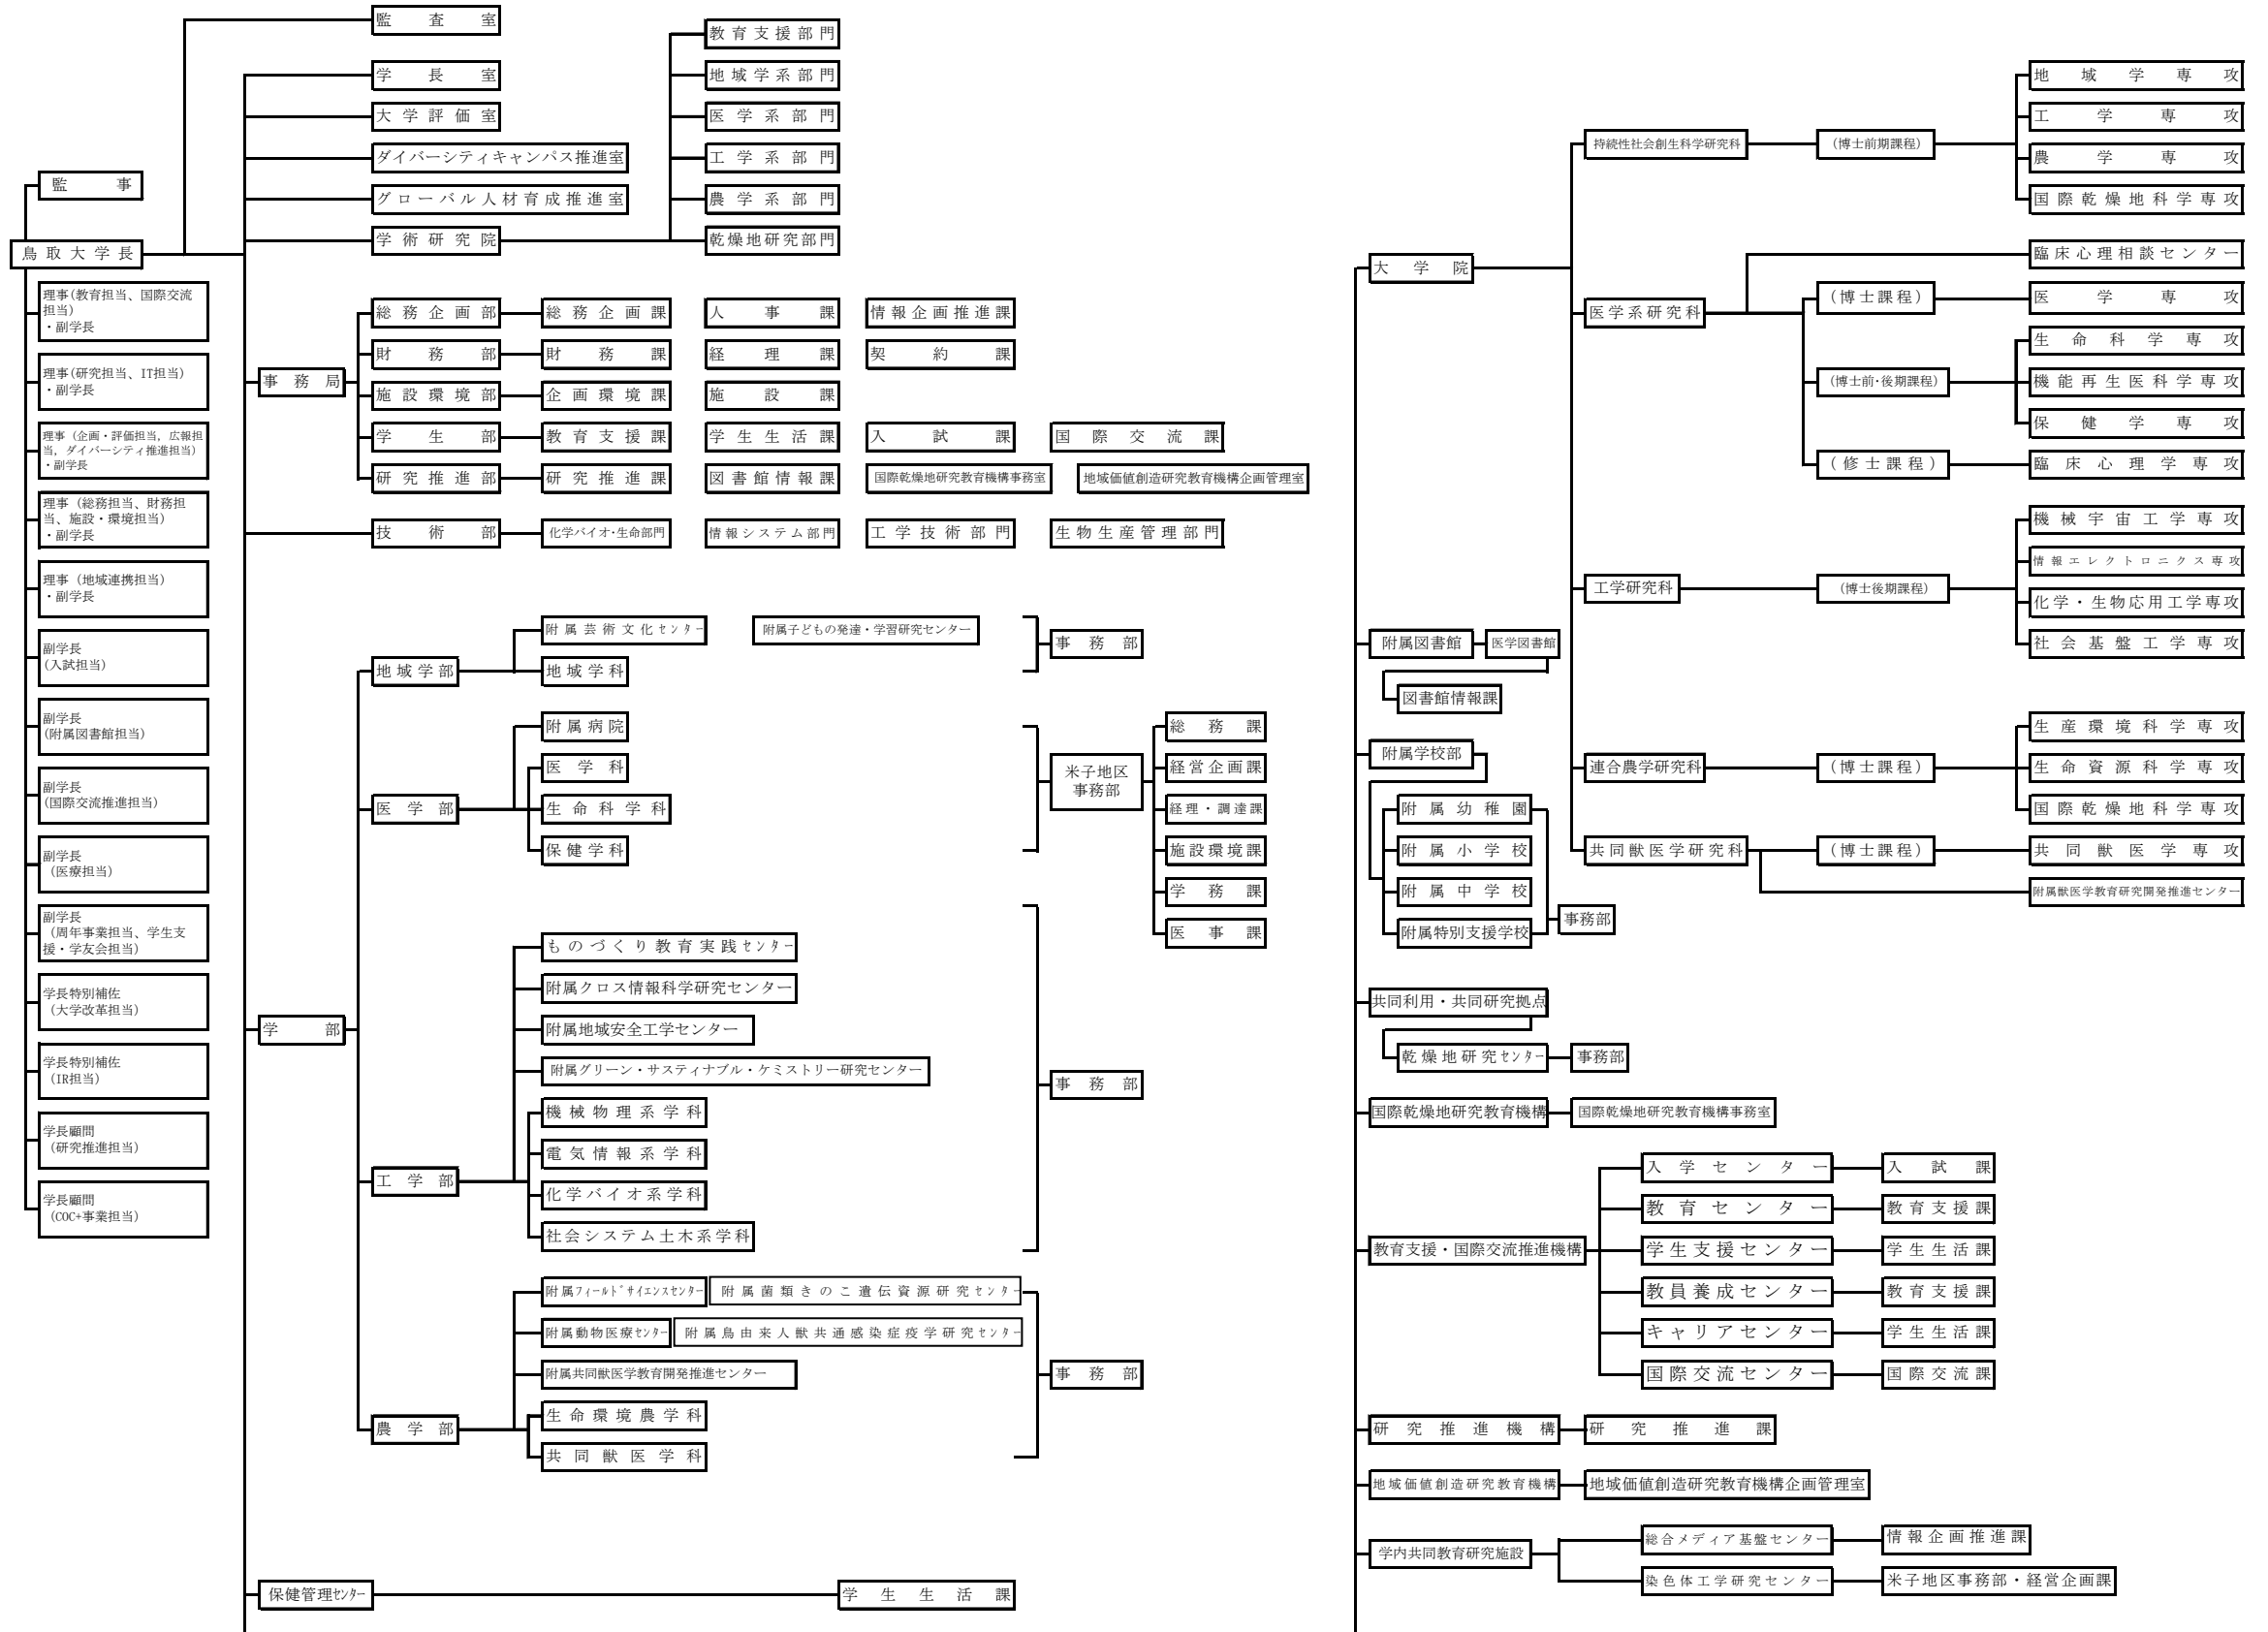 監査室
学長室
大学評価室
ダイバーシティキャンパス推進室
グローバル人材育成推進室
学術研究院
教育支援部門
地域学系部門
医学系部門
工学系部門
農学系部門
乾燥地研究部門
監事
鳥取大学長
理事(教育担当、国際交流
担当)
・副学長
理事(研究担当、IT担当)
・副学長
理事（企画・評価担当，広報担
当，ダイバーシティ推進担当）
・副学長
理事（総務担当、財務担
当、施設・環境担当）
・副学長
理事（地域連携担当）
・副学長
副学長
(入試担当)
副学長
(附属図書館担当)
副学長
(国際交流推進担当)
副学長
（医療担当）
副学長
（周年事業担当、学生支
援・学友会担当）
学長特別補佐
（大学改革担当）
学長特別補佐
（IR担当）
学長顧問
（研究推進担当）
学長顧問
（COC+事業担当）
事務局
総務企画部 総務企画課 人事課 情報企画推進課
財務部 財務課 経理課 契約課
施設環境部 企画環境課 施設課
学生部 教育支援課 学生生活課 入試課 国際交流課
研究推進部 研究推進課 図書館情報課 国際乾燥地研究教育機構事務室 地域価値創造研究教育機構企画管理室
技術部 化学バイオ・生命部門 情報システム部門 工学技術部門 生物生産管理部門
学部
地域学部
附属芸術文化センター 附属子どもの発達・学習研究センター
地域学科
事務部
医学部
附属病院
医学科
生命科学科
保健学科
米子地区
事務部
総務課
経営企画課
経理・調達課
施設環境課
学務課
医事課
工学部
ものづくり教育実践センター
附属クロス情報科学研究センター
附属地域安全工学センター
附属グリーン・サスティナブル・ケミストリー研究センター
機械物理系学科
電気情報系学科
化学バイオ系学科
社会システム土木系学科
事務部
農学部
附属フィールドサイエンスセンター 附属菌類きのこ遺伝資源研究センター
附属動物医療センター 附属鳥由来人獣共通感染症疫学研究センター
附属共同獣医学教育開発推進センター
生命環境農学科
共同獣医学科
事務部
保健管理センター 学生生活課
大学院
持続性社会創生科学研究科 （博士前期課程）
地域学専攻
工学専攻
農学専攻
国際乾燥地科学専攻
医学系研究科
臨床心理相談センター
（博士課程） 医学専攻
（博士前・後期課程）
生命科学専攻
機能再生医科学専攻
保健学専攻
（修士課程） 臨床心理学専攻
工学研究科 （博士後期課程）
機械宇宙工学専攻
情報エレクトロニクス専攻
化学・生物応用工学専攻
社会基盤工学専攻
連合農学研究科 （博士課程）
生産環境科学専攻
生命資源科学専攻
国際乾燥地科学専攻
共同獣医学研究科 （博士課程） 共同獣医学専攻
附属獣医学教育研究開発推進センター
附属図書館 医学図書館
図書館情報課
附属学校部
附属幼稚園
附属小学校
附属中学校
附属特別支援学校
事務部
共同利用・共同研究拠点
乾燥地研究センター 事務部
国際乾燥地研究教育機構 国際乾燥地研究教育機構事務室
教育支援・国際交流推進機構
入学センター 入試課
教育センター 教育支援課
学生支援センター 学生生活課
教員養成センター 教育支援課
キャリアセンター 学生生活課
国際交流センター 国際交流課
研究推進機構 研究推進課
地域価値創造研究教育機構 地域価値創造研究教育機構企画管理室
学内共同教育研究施設
総合メディア基盤センター 情報企画推進課
染色体工学研究センター 米子地区事務部・経営企画課